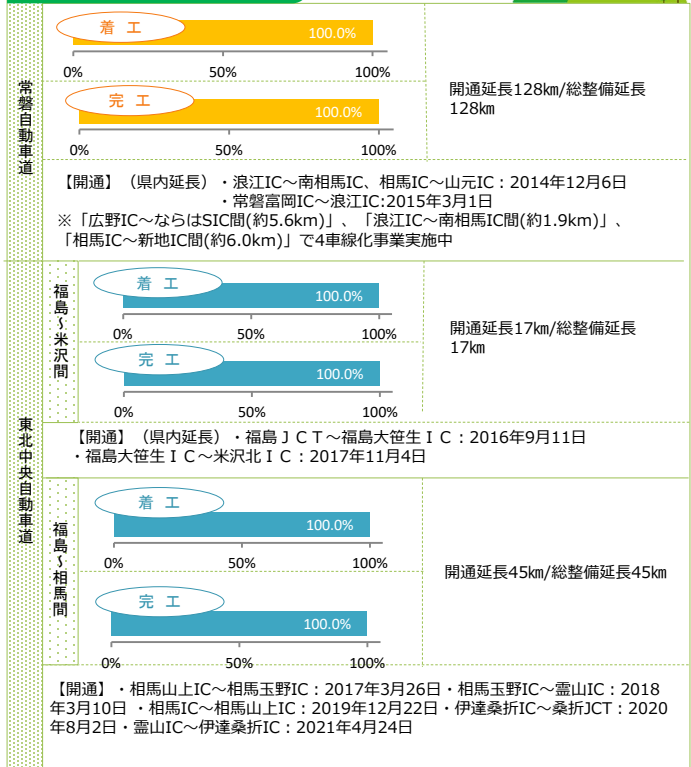 常磐自動車道
着 工
100.0%
0% 50% 100%
完 工
100.0%
0% 50% 100%
開通延長128㎞/総整備延長
128㎞
【開通】（県内延長）・浪江IC～南相馬IC、相馬IC～山元IC：2014年12月6日
・常磐富岡IC～浪江IC:2015年3月1日
※「広野IC～ならはSIC間(約5.6km)」、「浪江IC～南相馬IC間(約1.9km)」、
「相馬IC～新地IC間(約6.0km)」で4車線化事業実施中
東北中央自動車道
福島～米沢間
着 工
100.0%
0% 50% 100%
完 工
100.0%
0% 50% 100%
開通延長17㎞/総整備延長
17㎞
【開通】（県内延長）・福島ＪＣＴ～福島大笹生ＩＣ：2016年9月11日
・福島大笹生ＩＣ～米沢北ＩＣ：2017年11月4日
福島～相馬間
着 工
100.0%
0% 50% 100%
完 工
100.0%
0% 50% 100%
開通延長45㎞/総整備延長45㎞
【開通】・相馬山上IC～相馬玉野IC：2017年3月26日・相馬玉野IC～霊山IC：2018
年3月10日 ・相馬IC～相馬山上IC：2019年12月22日・伊達桑折IC～桑折JCT：2020
年8月2日・霊山IC～伊達桑折IC：2021年4月24日